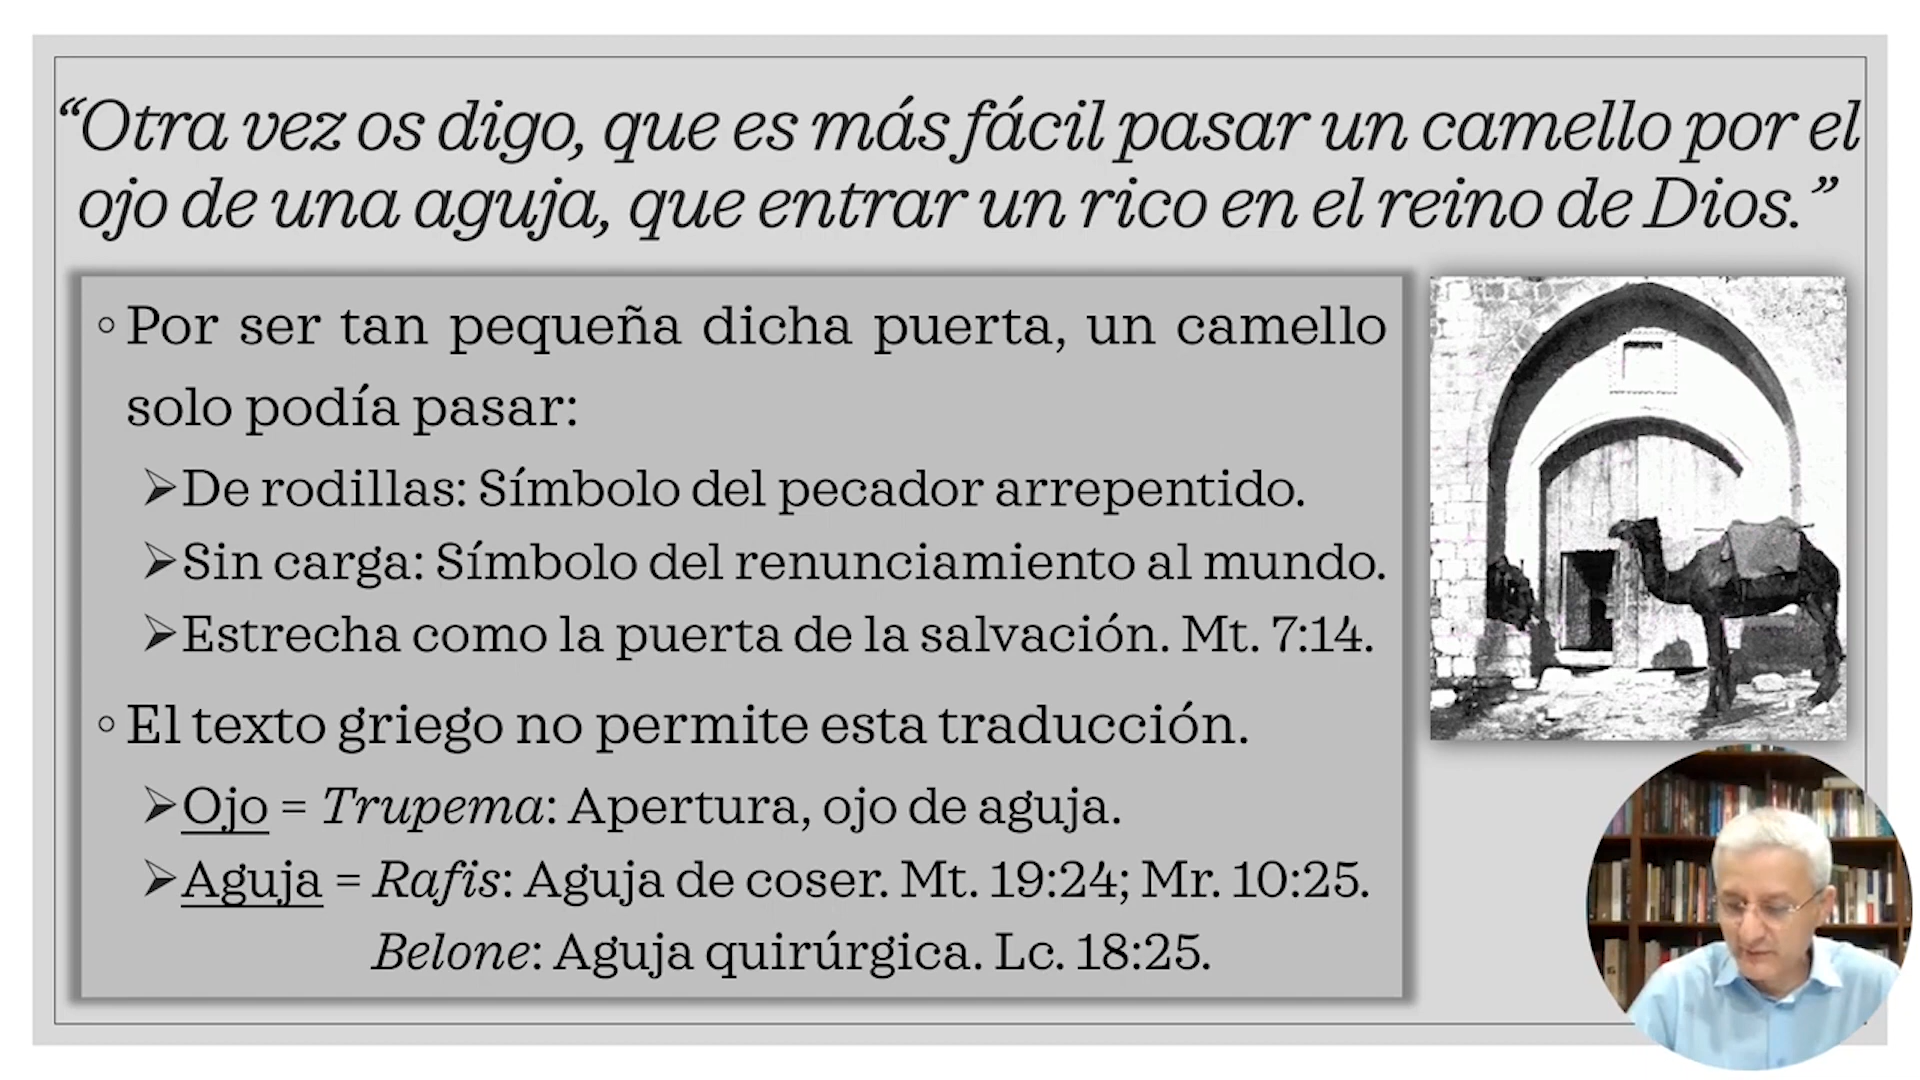 “Otra vez os digo, que es más fácil pasar un camello por el
ojo de una aguja, que entrar un rico en el reino de Dios.”
◦ Por ser tan pequeña dicha puerta, un camello
solo podía pasar:
➢ De rodillas: Símbolo del pecador arrepentido.
➢ Sin carga: Símbolo del renunciamiento al mundo.
➢ Estrecha como la puerta de la salvación. Mt. 7:14.
◦ El texto griego no permite esta traducción.
➢ Ojo = Trupema: Apertura, ojo de aguja.
➢ Aguja = Rafis: Aguja de coser. Mt. 19:24; Mr. 10:25.
Belone: Aguja quirúrgica. Lc. 18:25.